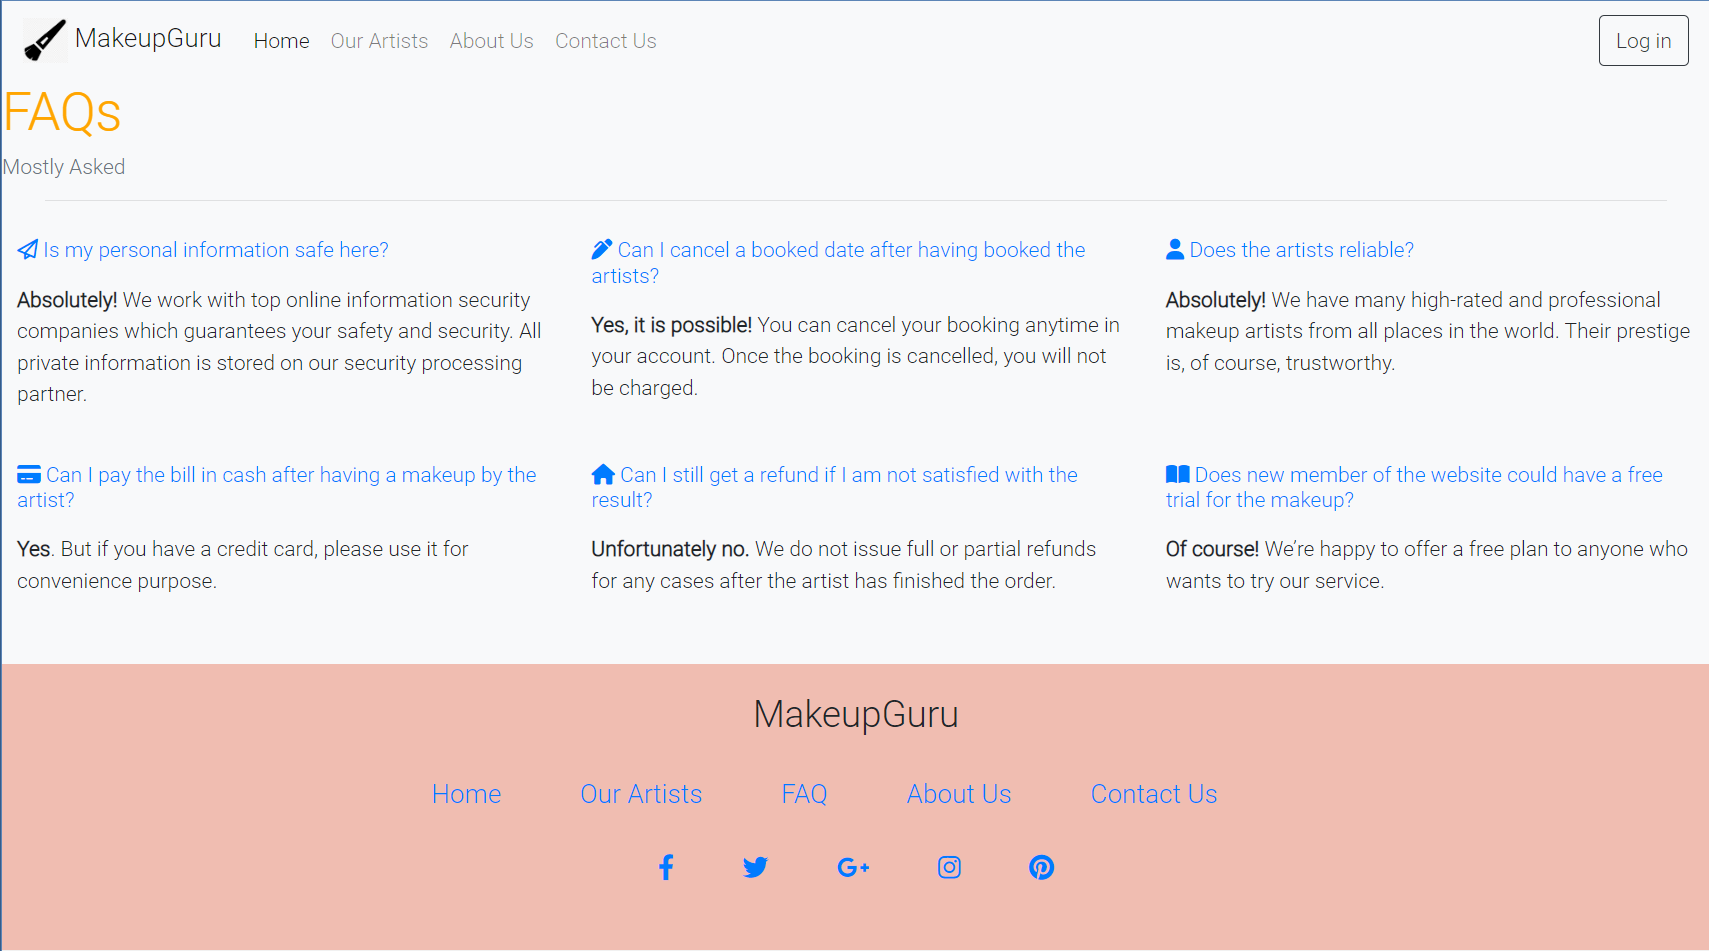 MakeupGuru Home Our Artists About Us Contact Us Log in
FAQs
Mostly Asked
Is my personal information safe here?
Absolutely! We work with top online information security
companies which guarantees your safety and security. All
private information is stored on our security processing
partner.
Can I cancel a booked date after having booked the
artists?
Yes, it is possible! You can cancel your booking anytime in
your account. Once the booking is cancelled, you will not
be charged.
Does the artists reliable?
Absolutely! We have many high-rated and professional
makeup artists from all places in the world. Their prestige
is, of course, trustworthy.
Can I pay the bill in cash after having a makeup by the
artist?
Yes. But if you have a credit card, please use it for
convenience purpose.
Can I still get a refund if I am not satisfied with the
result?
Unfortunately no. We do not issue full or partial refunds
for any cases after the artist has finished the order.
Does new member of the website could have a free
trial for the makeup?
Of course! We’re happy to offer a free plan to anyone who
wants to try our service.
MakeupGuru
Home Our Artists FAQ About Us Contact Us